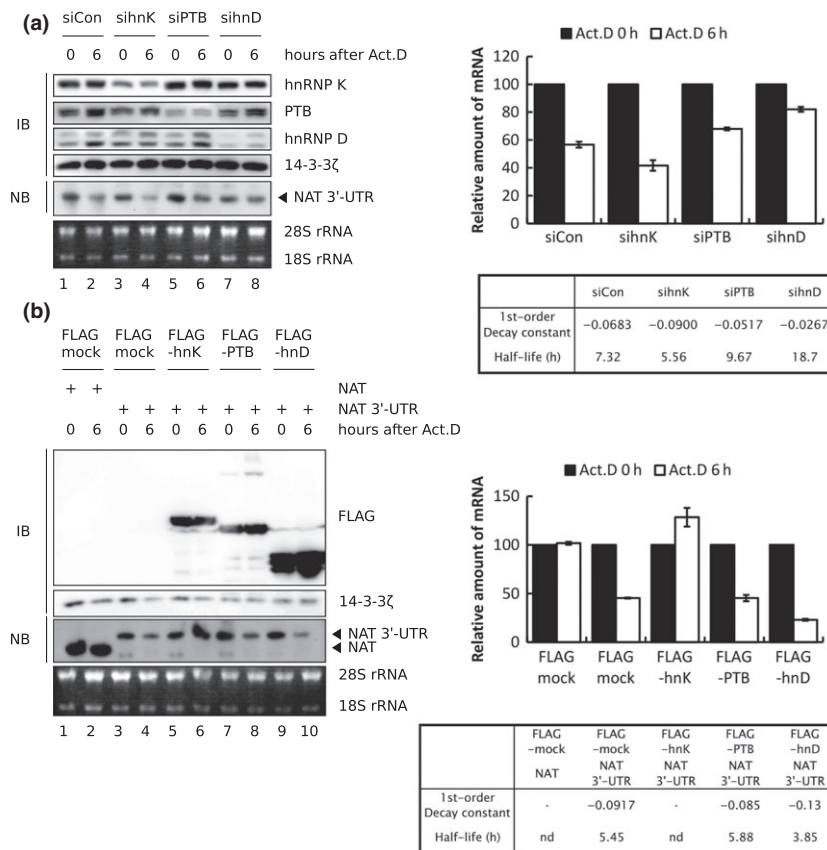 (a)
siCon sihnK siPTB sihnD
0 6 0 6 0 6 0 6 hours after Act.D
hnRNP K
PTB
hnRNP D
14-3-3ζ
IB
NB
◀ NAT 3'-UTR
28S rRNA
18S rRNA
1 2 3 4 5 6 7 8
Act.D 0 h Act.D 6 h
Relative amount of mRNA
120
100
80
60
40
20
0
siCon sihnK siPTB sihnD
siCon sihnK siPTB sihnD
1st-order
Decay constant −0.0683 −0.0900 −0.0517 −0.0267
Half-life (h) 7.32 5.56 9.67 18.7
(b)
FLAG FLAG FLAG FLAG FLAG
mock mock -hnK -PTB -hnD
+ + NAT
+ + + + + + + + NAT 3'-UTR
0 6 0 6 0 6 0 6 0 6 hours after Act.D
IB
FLAG
14-3-3ζ
NB
◀ NAT 3'-UTR
◀ NAT
28S rRNA
18S rRNA
1 2 3 4 5 6 7 8 9 10
Act.D 0 h Act.D 6 h
Relative amount of mRNA
150
100
50
0
FLAG FLAG FLAG FLAG FLAG
mock mock -hnK -PTB -hnD
FLAG FLAG FLAG FLAG FLAG
-mock -mock -hnK -PTB -hnD
NAT NAT NAT NAT NAT
3'-UTR 3'-UTR 3'-UTR 3'-UTR
1st-order
Decay constant - −0.0917 - −0.085 −0.13
Half-life (h) nd 5.45 nd 5.88 3.85